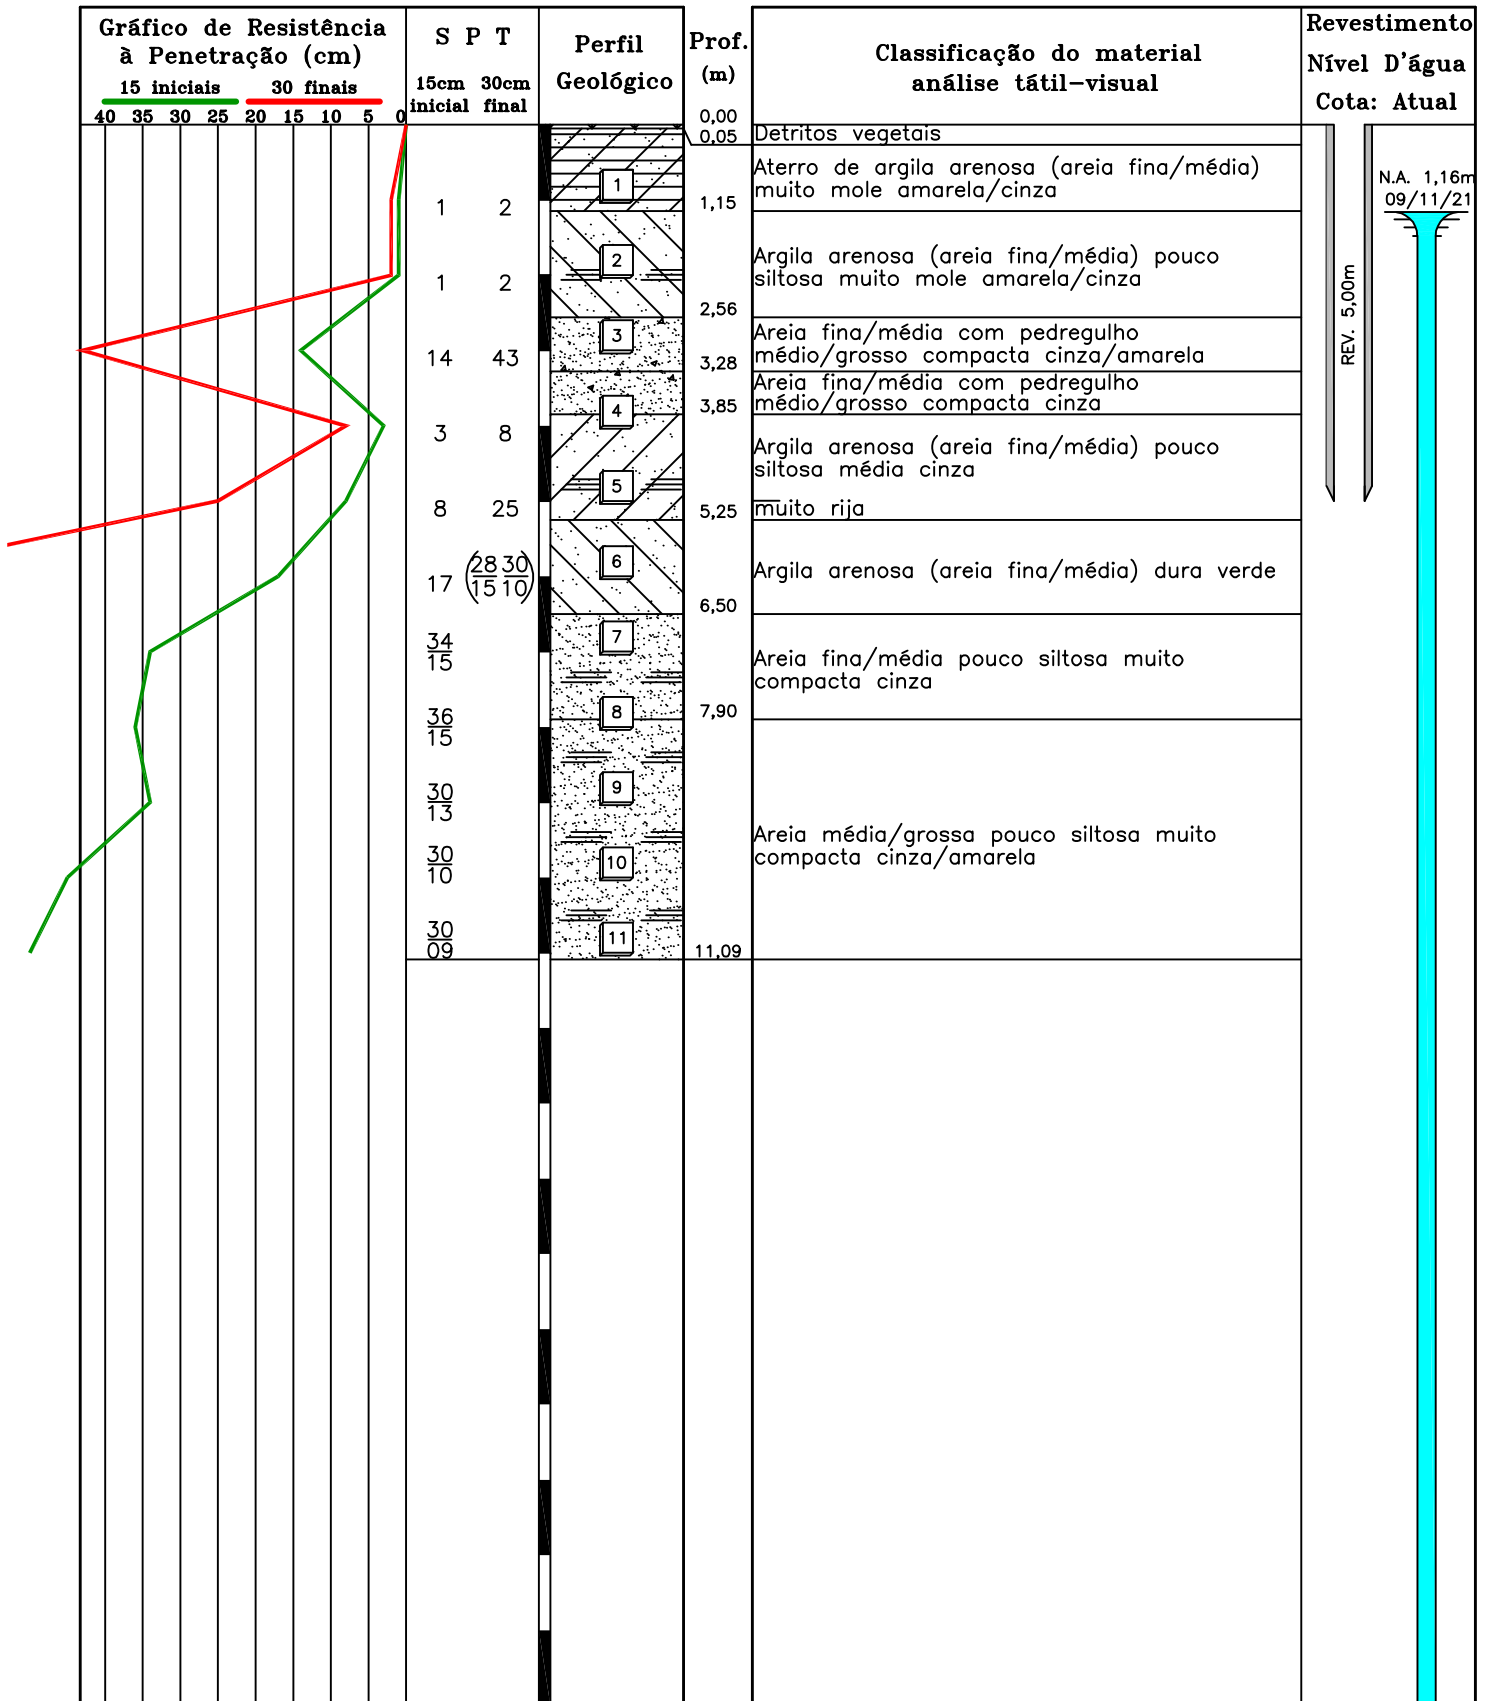 Gráfico de Resistência
à Penetração (cm)
15 iniciais 30 finais
40 35 30 25 20 15 10 5 0
S P T
15cm 30cm
inicial final
Perfil
Geológico
Prof.
(m)
Classificação do material
análise tátil-visual
Revestimento
Nível D'água
Cota: Atual
0,00
0,05 Detritos vegetais
Aterro de argila arenosa (areia fina/média)
muito mole amarela/cinza
1
1 2
1,15
N.A. 1,16m
09/11/21
REV. 5,00m
Argila arenosa (areia fina/média) pouco
siltosa muito mole amarela/cinza
2
1 2
2,56
Areia fina/média com pedregulho
médio/grosso compacta cinza/amarela
3
14 43
3,28
Areia fina/média com pedregulho
médio/grosso compacta cinza
4
3,85
3 8
Argila arenosa (areia fina/média) pouco
siltosa média cinza
5
8 25
5,25
muito rija
6
17 (28/15 30/10)
Argila arenosa (areia fina/média) dura verde
6,50
7
34
15
Areia fina/média pouco siltosa muito
compacta cinza
8
7,90
36
15
9
30
13
Areia média/grossa pouco siltosa muito
compacta cinza/amarela
10
30
10
11
30
09
11,09